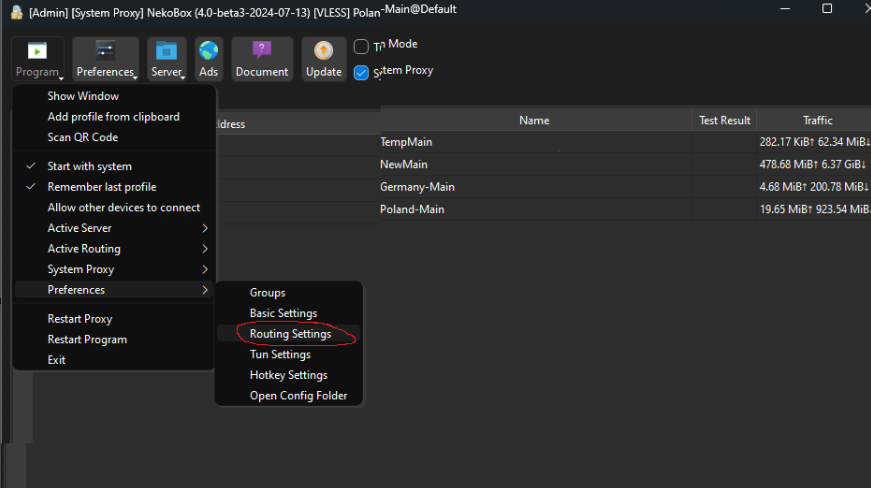 [Admin] [System Proxy] NekoBox (4.0-beta3-2024-07-13) [VLESS] Polan-Main@Default
Program Preferences Server Ads Document Update
Mode
System Proxy
Show Window
Add profile from clipboard
Scan QR Code
Start with system
Remember last profile
Allow other devices to connect
Active Server
Active Routing
System Proxy
Preferences
Restart Proxy
Restart Program
Exit
Groups
Basic Settings
Routing Settings
Tun Settings
Hotkey Settings
Open Config Folder
ddress Name Test Result Traffic
TempMain 282.17 KiB↑ 62.34 MiB↓
NewMain 478.68 MiB↑ 6.37 GiB↓
Germany-Main 4.68 MiB↑ 200.78 MiB↓
Poland-Main 19.65 MiB↑ 923.54 MiB